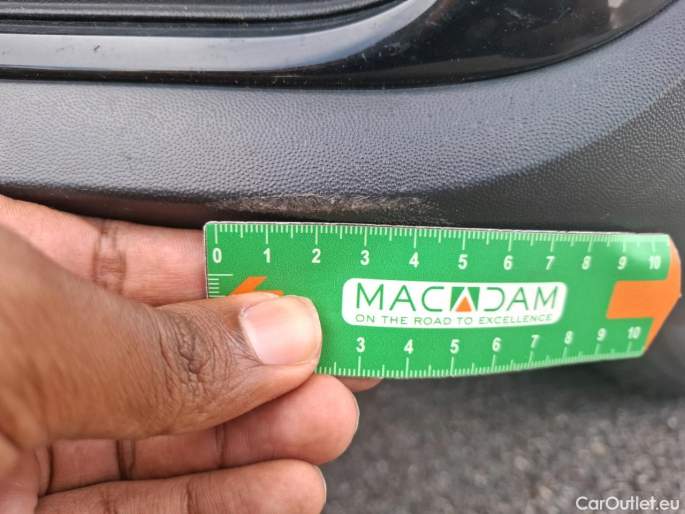 0 1 2 3 4 5 6 7 8 9 10
MACADAM
ON THE ROAD TO EXCELLENCE
3 4 5 6 7 8 9 10
CarOutlet.eu